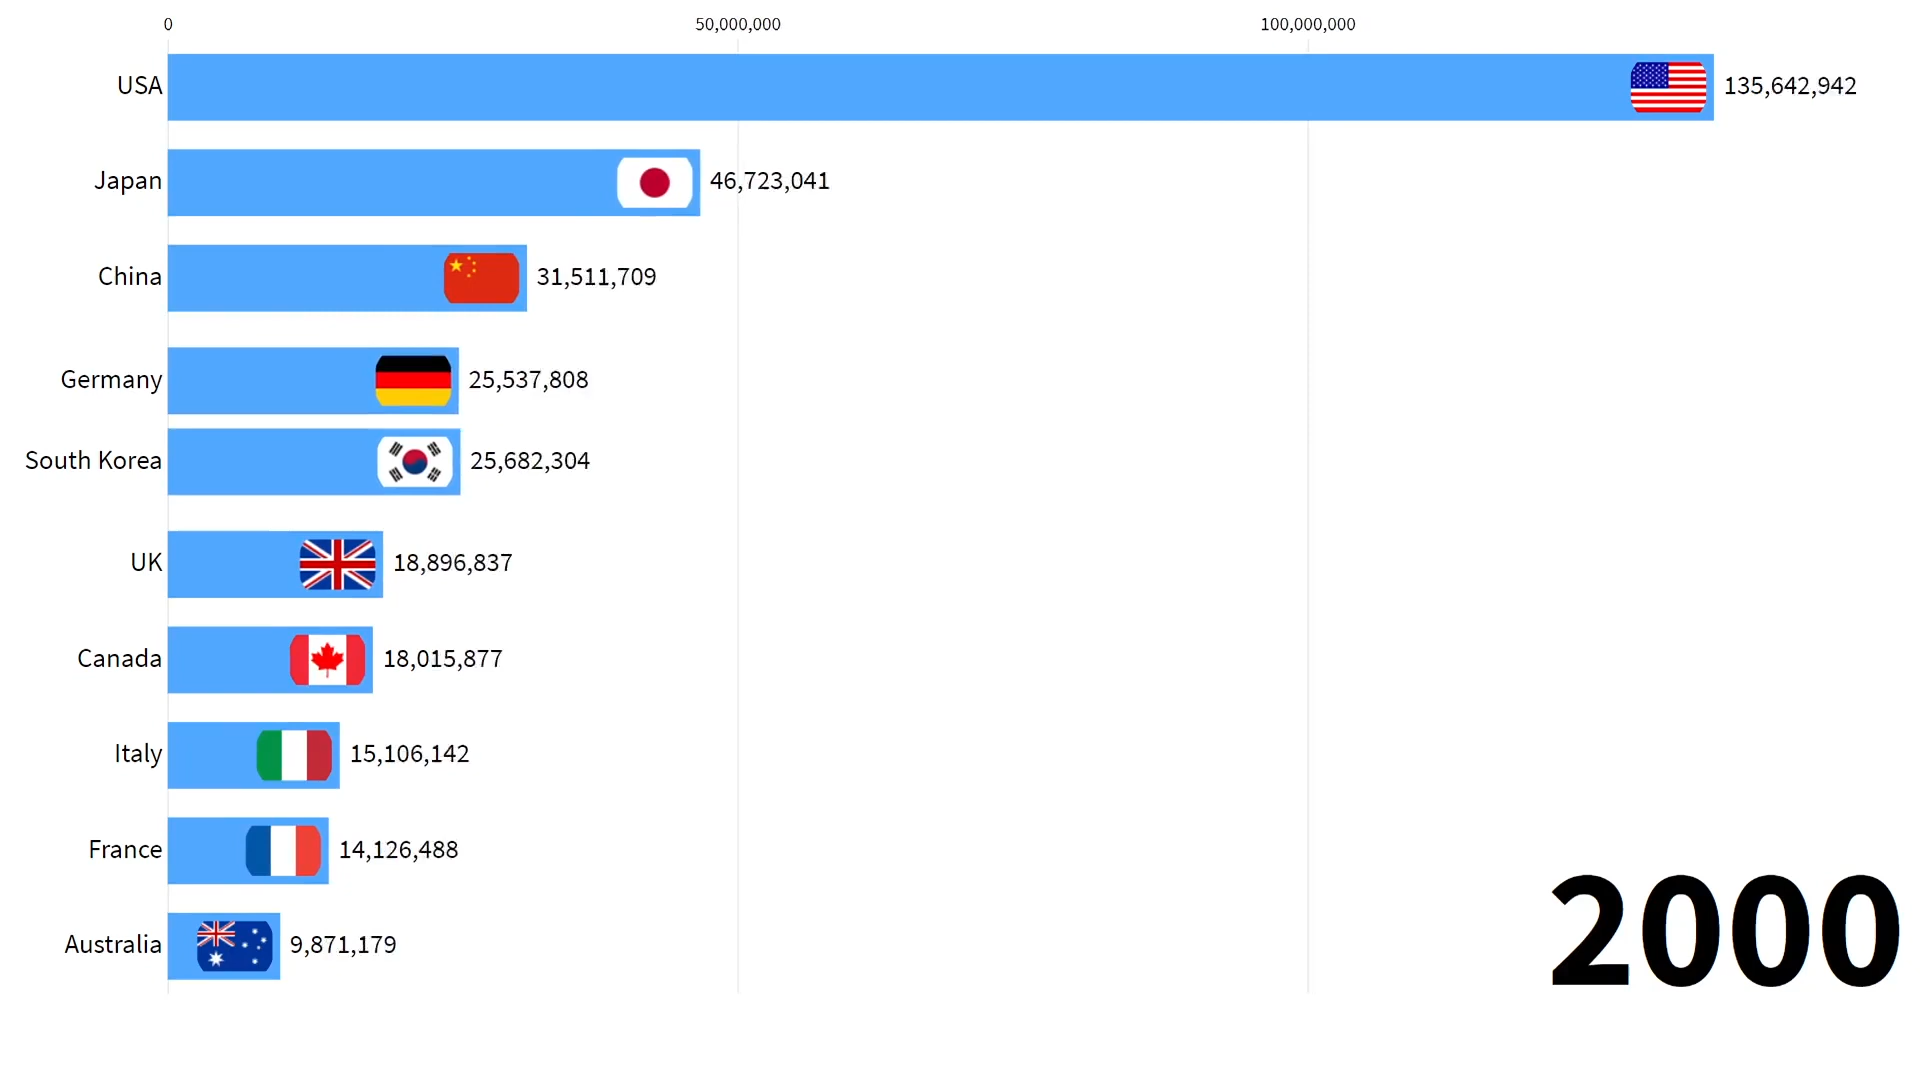 0 50,000,000 100,000,000
USA 135,642,942
Japan 46,723,041
China 31,511,709
Germany 25,537,808
South Korea 25,682,304
UK 18,896,837
Canada 18,015,877
Italy 15,106,142
France 14,126,488
Australia 9,871,179
2000